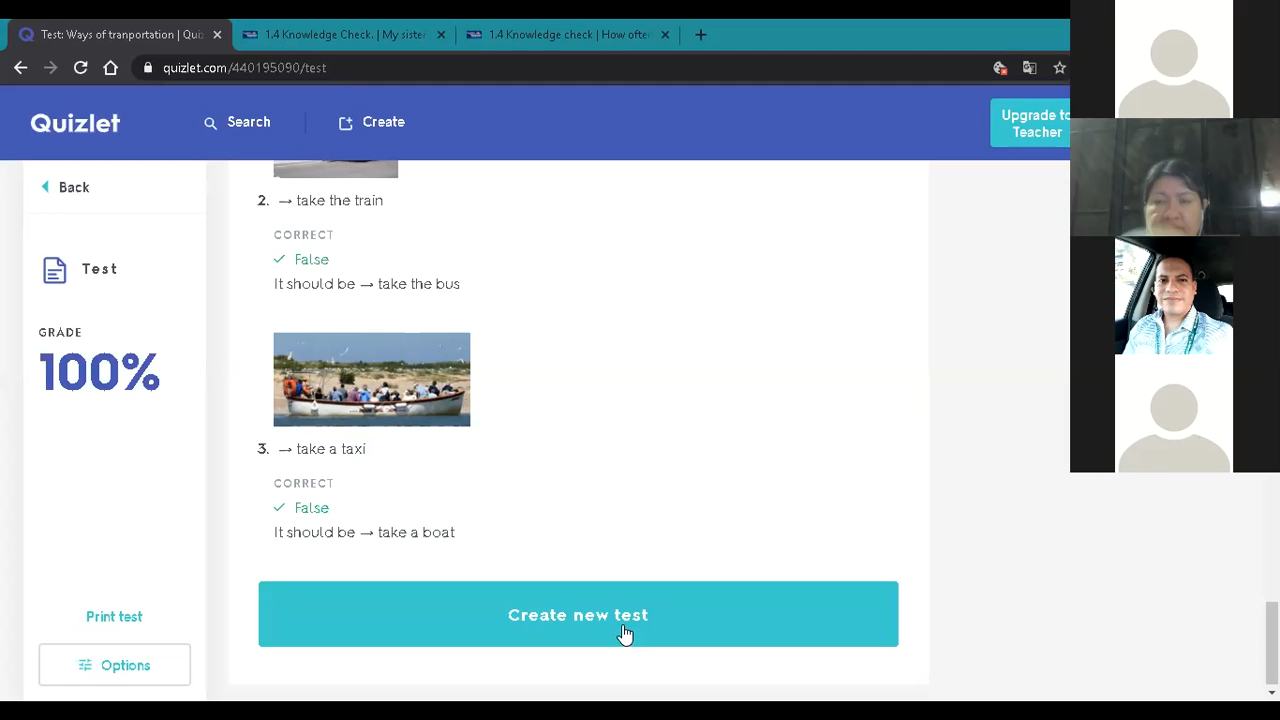 Test: Ways of tranportation | Qui
1.4 Knowledge Check. | My siste
1.4 Knowledge check | How ofte
quizlet.com/440195090/test
Quizlet
Search
Create
Upgrade to
Teacher
Back
2. → take the train
CORRECT
False
It should be → take the bus
Test
GRADE
100%
3. → take a taxi
CORRECT
False
It should be → take a boat
Create new test
Print test
Options